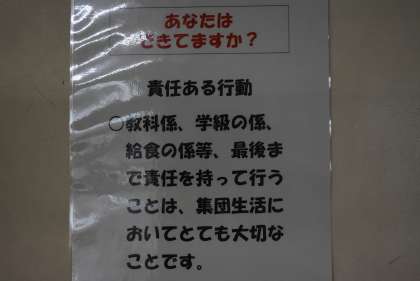 あなたは
できてますか？
責任ある行動
○教科係、学級の係、
給食の係等、最後ま
で責任を持って行う
ことは、集団生活に
おいてとても大切な
ことです。